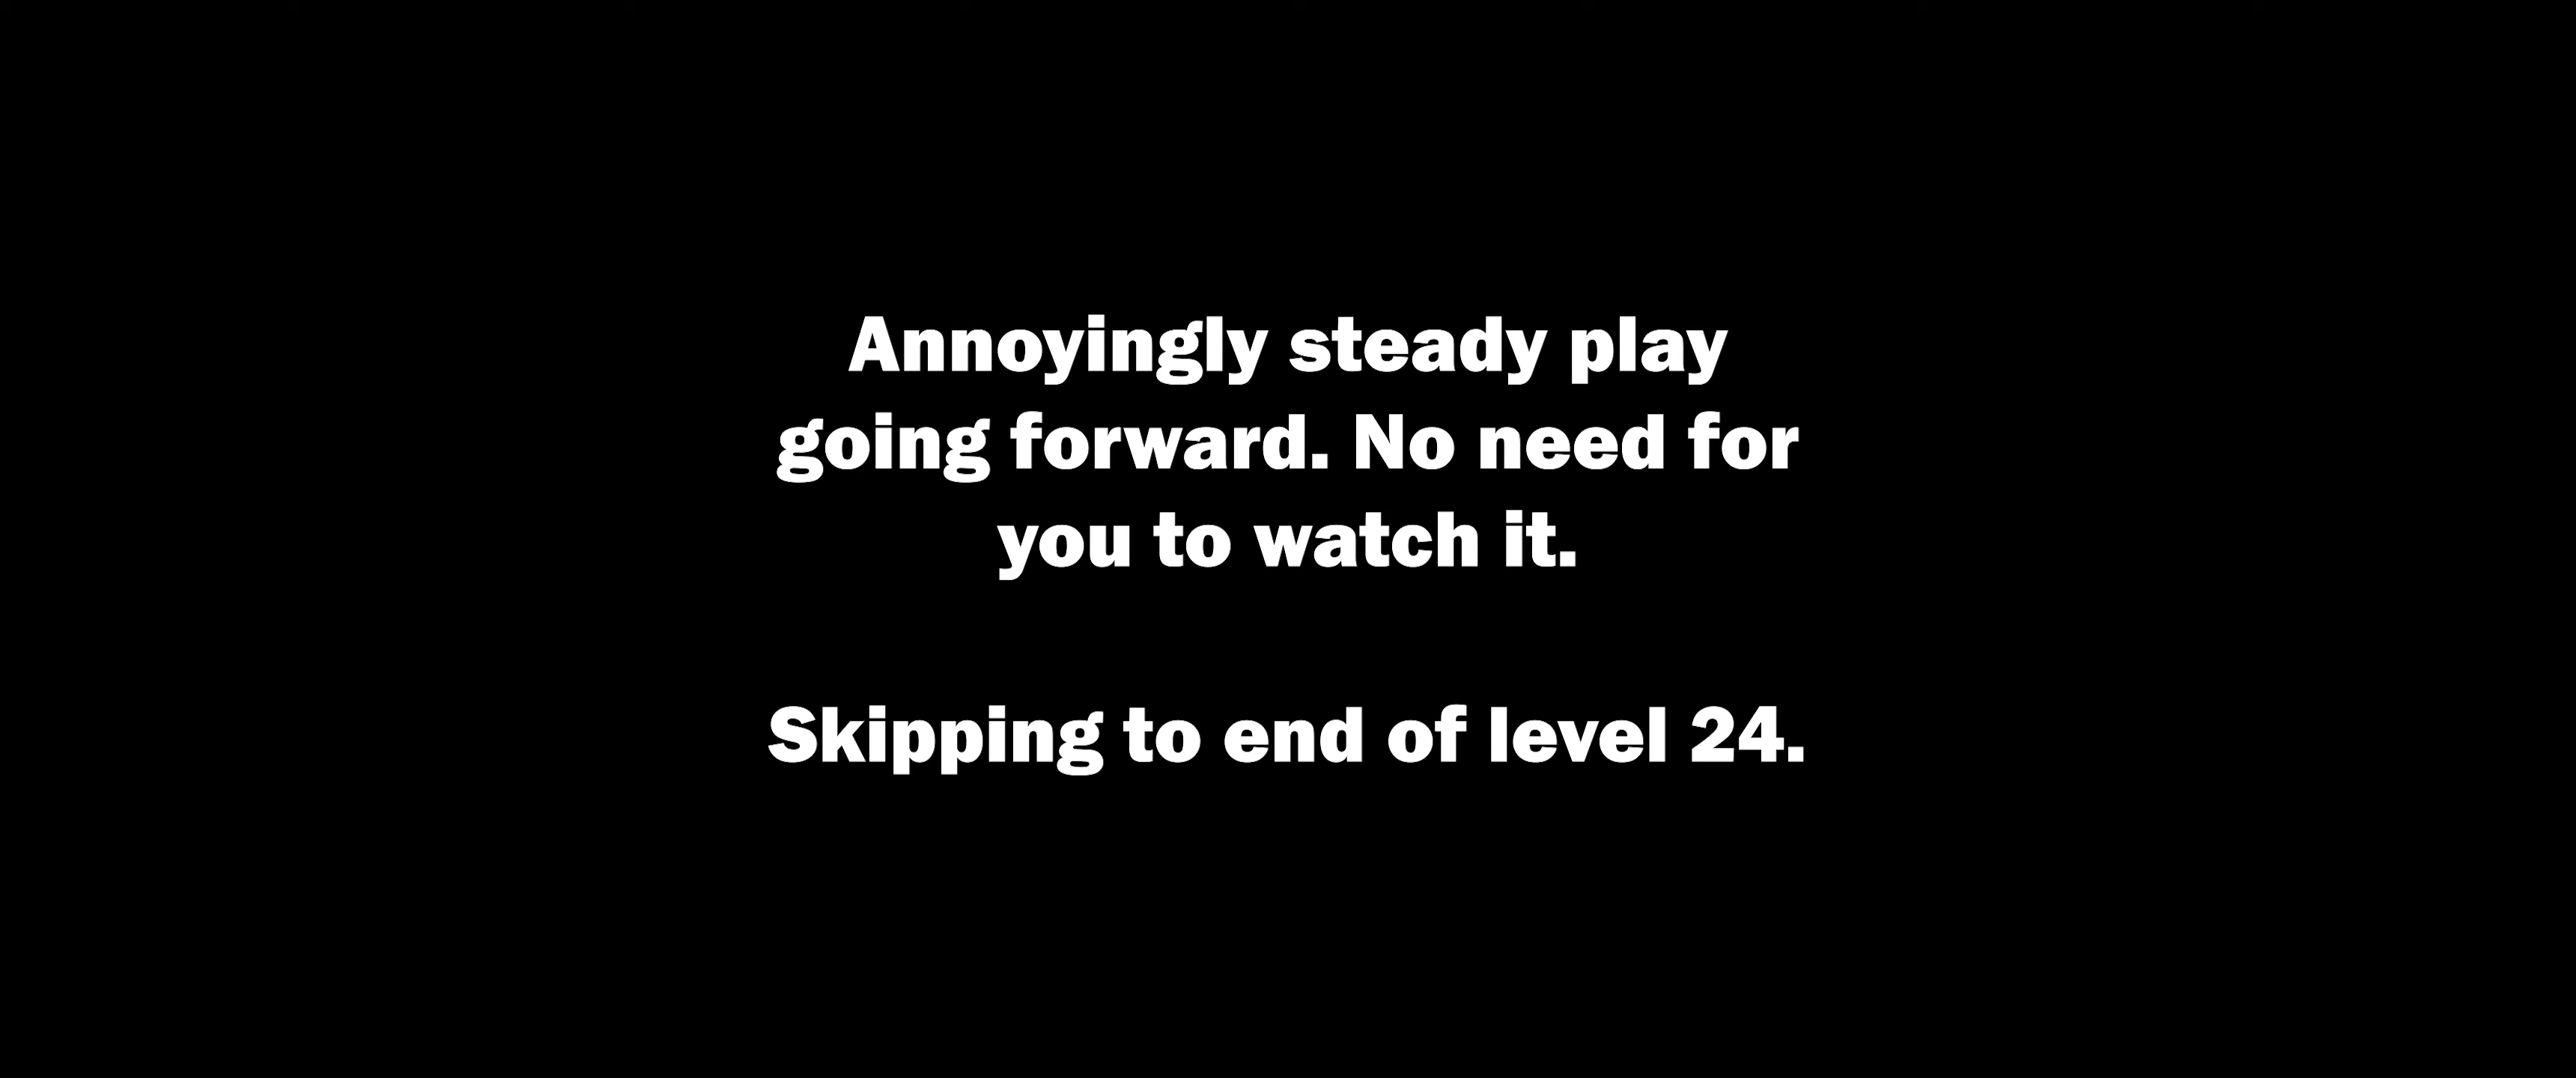 Annoyingly steady play
going forward. No need for
you to watch it.
Skipping to end of level 24.